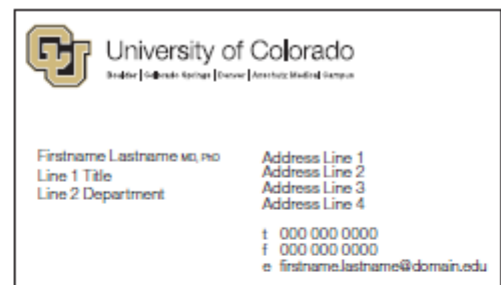 CU
University of Colorado
Boulder | Colorado Springs | Denver | Anschutz Medical Campus
Firstname Lastname MD, PhD
Line 1 Title
Line 2 Department
Address Line 1
Address Line 2
Address Line 3
Address Line 4
t 000 000 0000
f 000 000 0000
e firstname.lastname@domain.edu